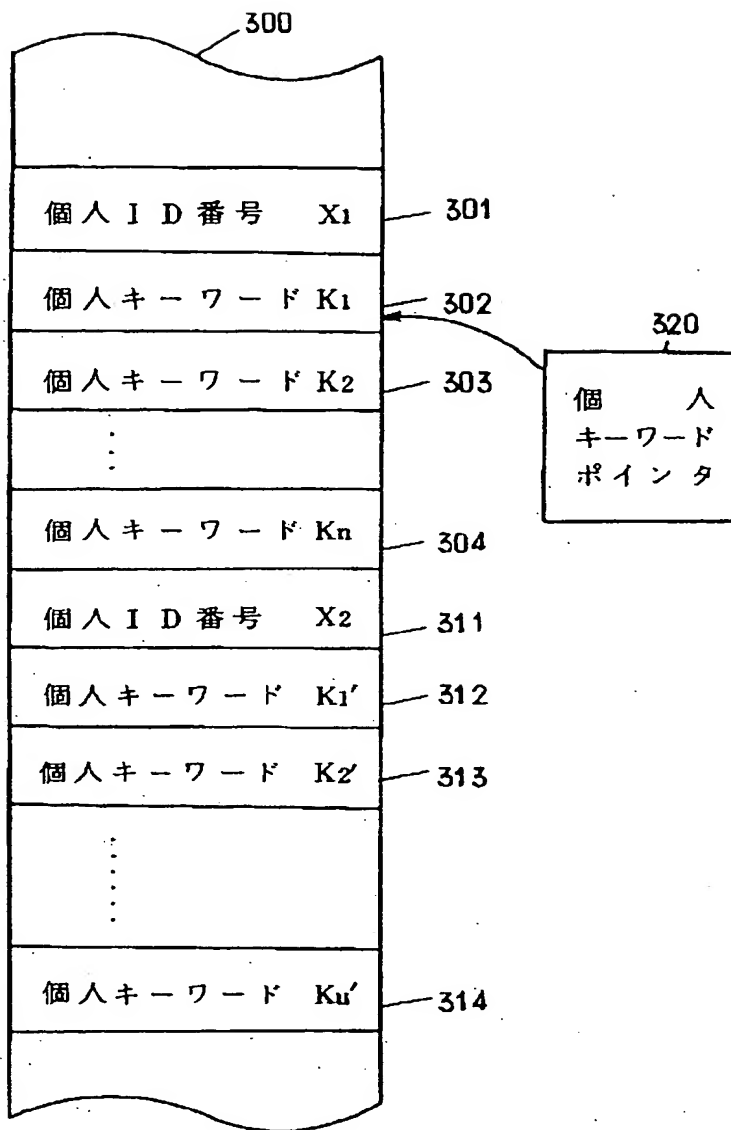 300
個人ID番号 X1
301
個人キーワード K1
302
320
個人キーワード K2
303
個人
キーワード
ポインタ
個人キーワード Kn
304
個人ID番号 X2
311
個人キーワード K1′
312
個人キーワード K2′
313
個人キーワード Ku′
314